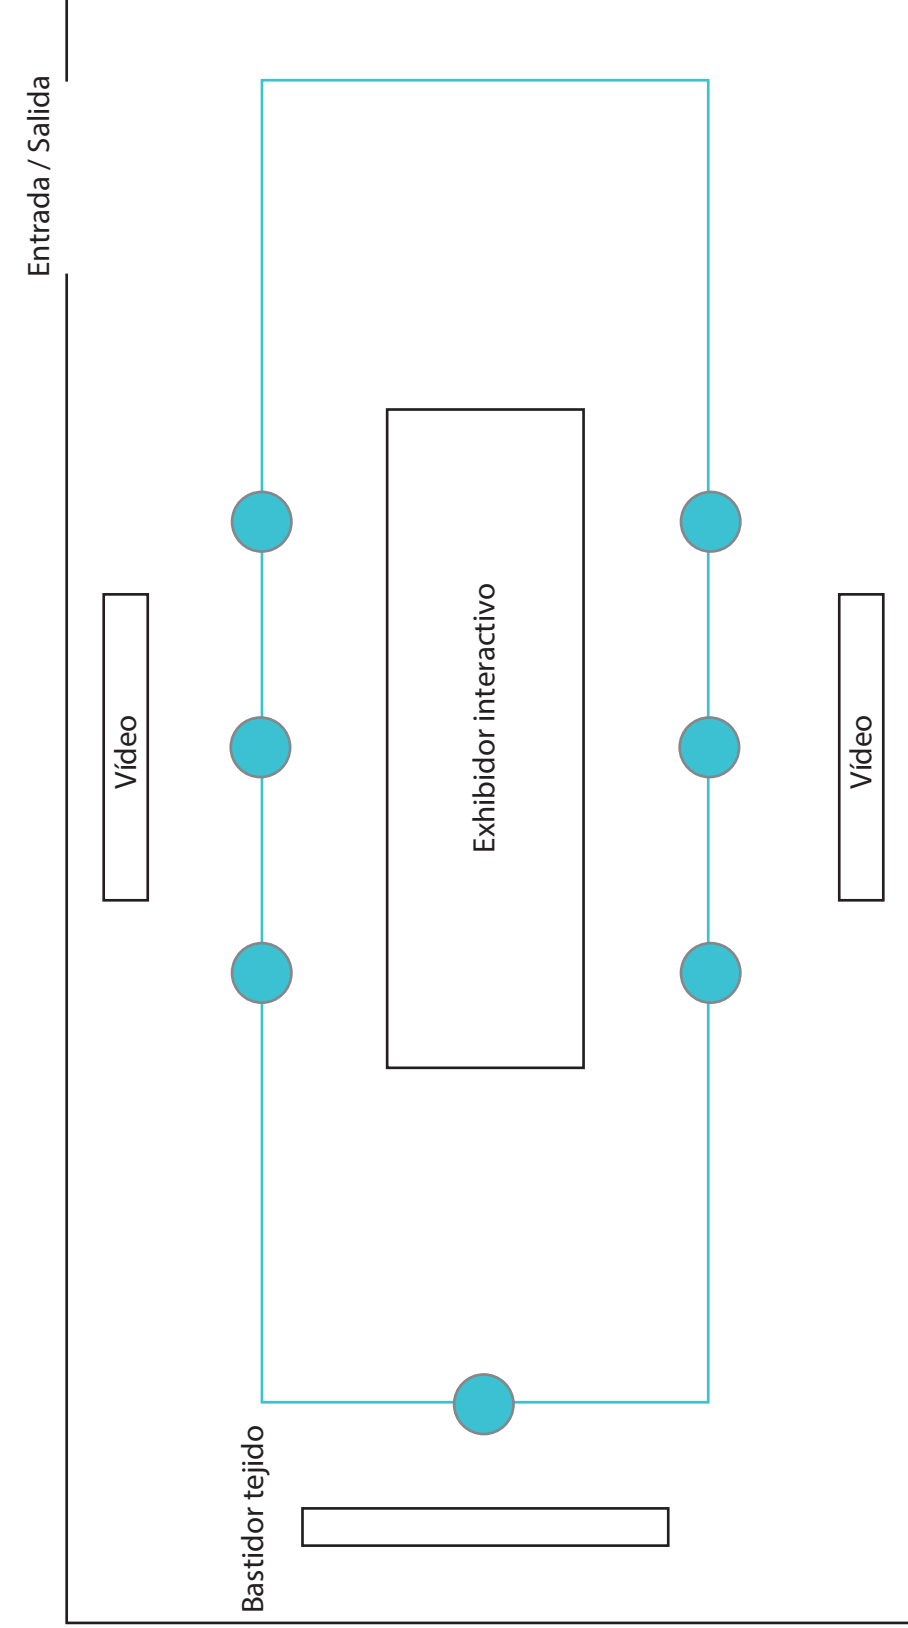 Entrada / Salida
Vídeo
Exhibidor interactivo
Vídeo
Bastidor tejido